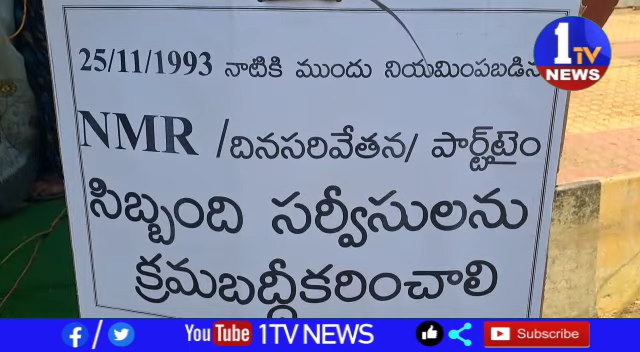 1TV
NEWS
25/11/1993 నాటికి ముందు నియమింపబడిన
NMR /దినసరివేతన/ పార్ట్‌టైం
సిబ్బంది సర్వీసులను
క్రమబద్దీకరించాలి
YouTube 1TV NEWS Subscribe